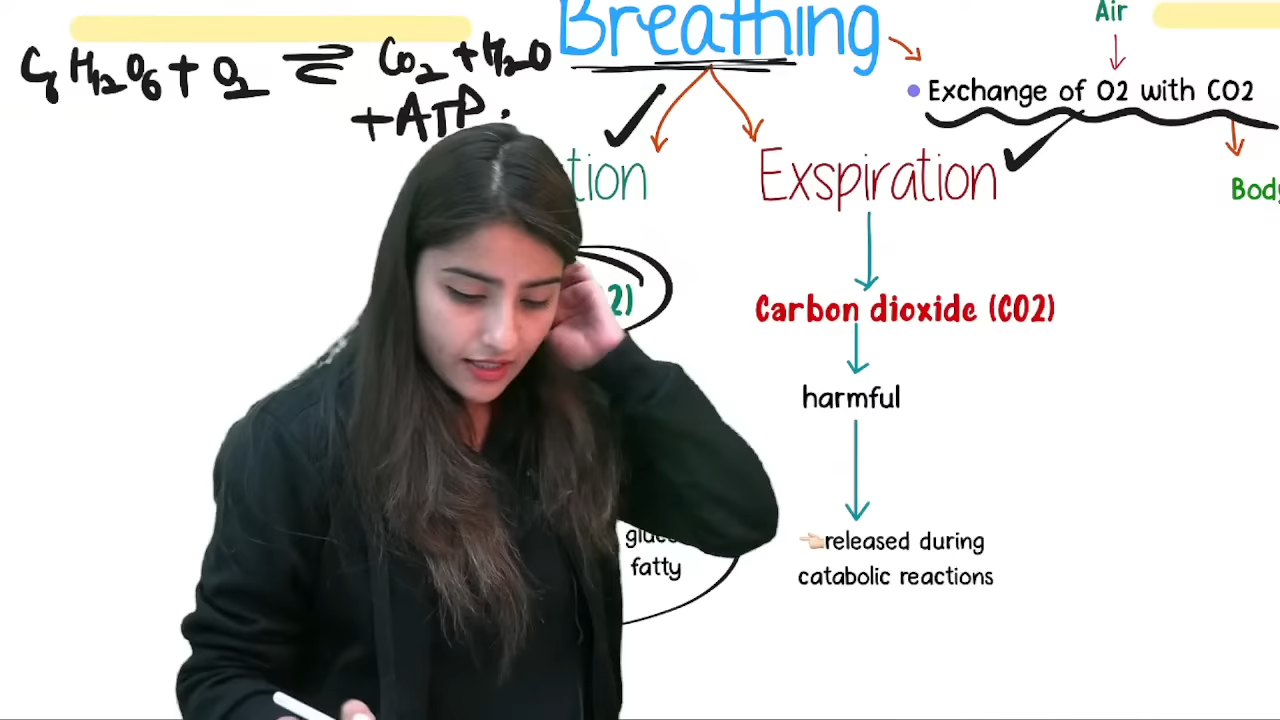 Breathing
C6H12O6 + O2 ⇌ CO2 + H2O
+ATP.
Air
Exchange of O2 with CO2
tion
Exspiration
Body
2)
Carbon dioxide (CO2)
harmful
fatty
released during
catabolic reactions